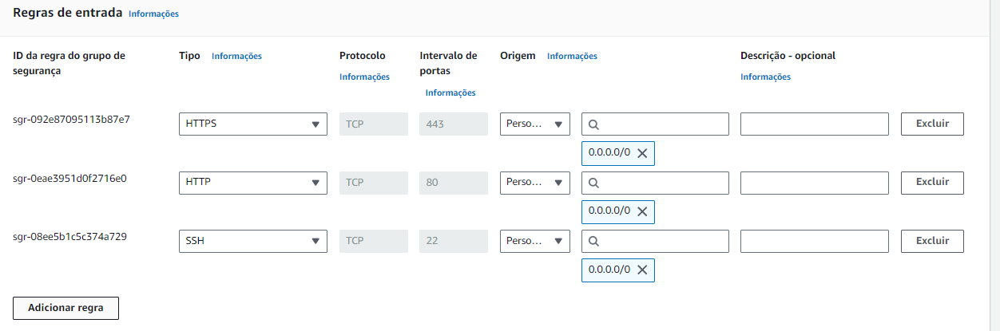 Regras de entrada Informações
ID da regra do grupo de segurança
Tipo Informações
Protocolo Informações
Intervalo de portas Informações
Origem Informações
Descrição - opcional Informações
sgr-092e87095113b87e7 HTTPS TCP 443 Perso... Excluir
0.0.0.0/0
sgr-0eae3951d0f2716e0 HTTP TCP 80 Perso... Excluir
0.0.0.0/0
sgr-08ee5b1c5c374a729 SSH TCP 22 Perso... Excluir
0.0.0.0/0
Adicionar regra